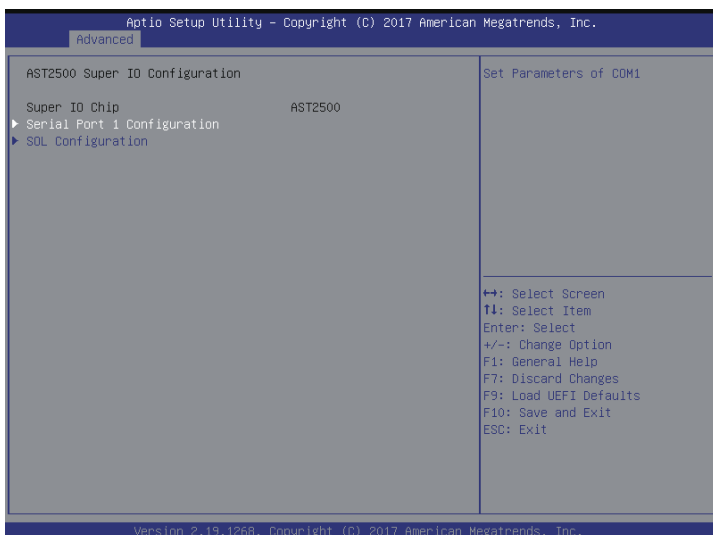 Aptio Setup Utility – Copyright (C) 2017 American Megatrends, Inc.
Advanced
AST2500 Super IO Configuration
Super IO Chip AST2500
▶ Serial Port 1 Configuration
▶ SOL Configuration
Set Parameters of COM1
↔: Select Screen
↑↓: Select Item
Enter: Select
+/-: Change Option
F1: General Help
F7: Discard Changes
F9: Load UEFI Defaults
F10: Save and Exit
ESC: Exit
Version 2.19.1268. Copyright (C) 2017 American Megatrends, Inc.